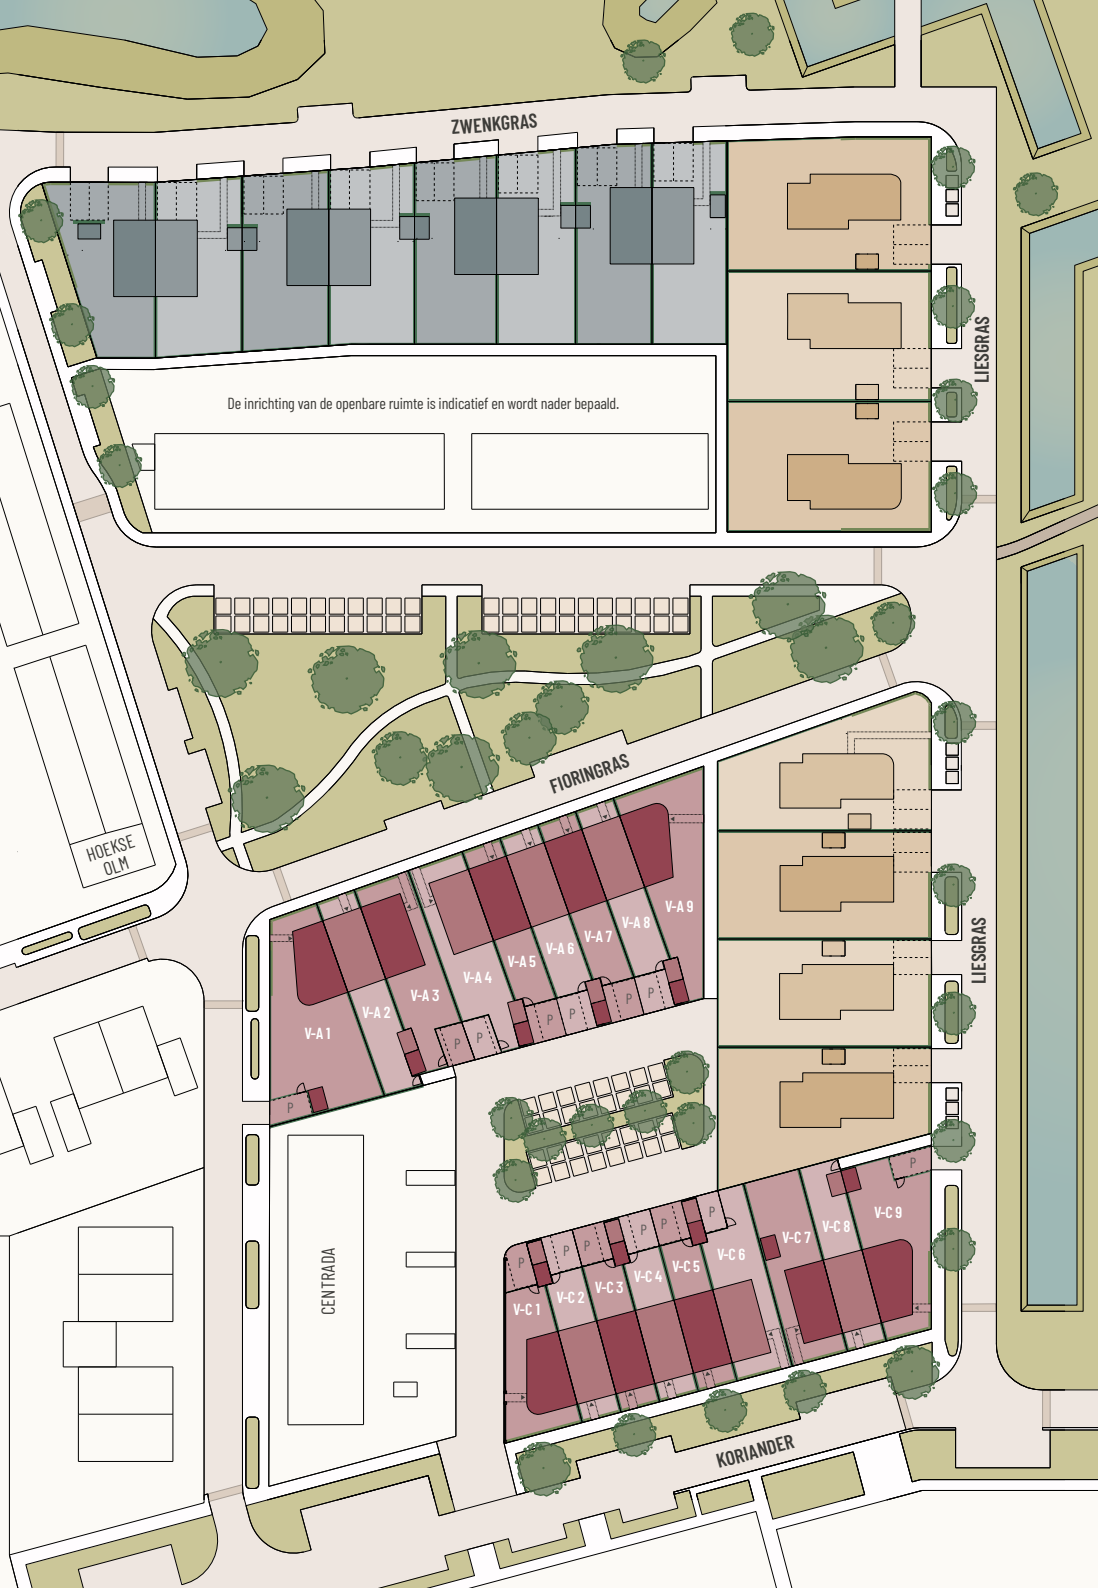 ZWENKGRAS
LIESGRAS
De inrichting van de openbare ruimte is indicatief en wordt nader bepaald.
FIORINGRAS
HOEKSE
OLM
V-A 1
V-A 2
V-A 3
V-A 4
V-A 5
V-A 6
V-A 7
V-A 8
V-A 9
P
P
P
P
P
P
P
LIESGRAS
CENTRADA
P
P
P
P
P
P
P
V-C 1
V-C 2
V-C 3
V-C 4
V-C 5
V-C 6
V-C 7
V-C 8
V-C 9
KORIANDER